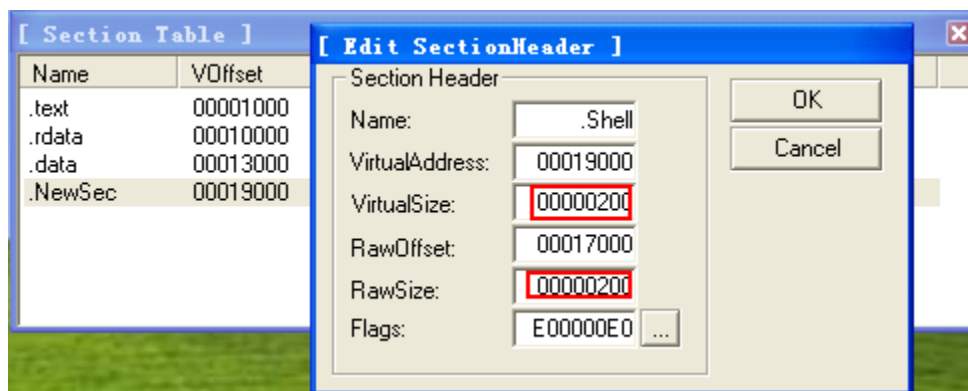 [ Section Table ]
Name VOffset
.text 00001000
.rdata 00010000
.data 00013000
.NewSec 00019000
[ Edit SectionHeader ]
Section Header
Name: .Shell
VirtualAddress: 00019000
VirtualSize: 00000200
RawOffset: 00017000
RawSize: 00000200
Flags: E00000E0 ...
OK
Cancel